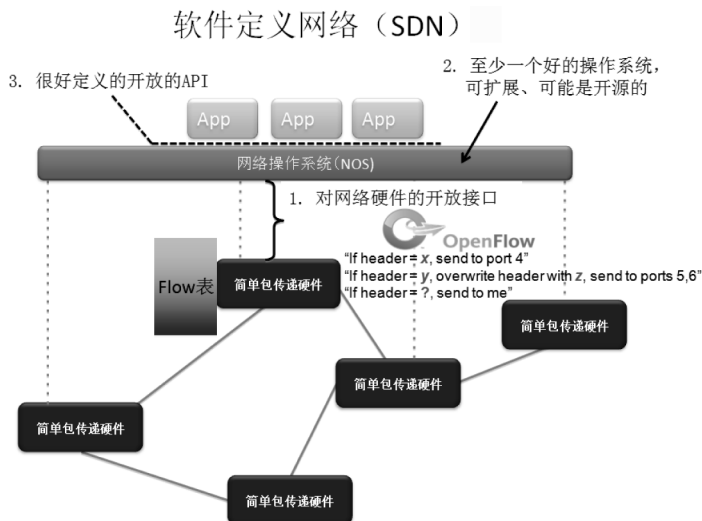 软件定义网络（SDN）
3. 很好定义的开放的API
2. 至少一个好的操作系统，
可扩展、可能是开源的
App
App
App
网络操作系统(NOS)
1. 对网络硬件的开放接口
OpenFlow
“If header = x, send to port 4”
“If header = y, overwrite header with z, send to ports 5,6”
“If header = ?, send to me”
Flow表
简单包传递硬件
简单包传递硬件
简单包传递硬件
简单包传递硬件
简单包传递硬件